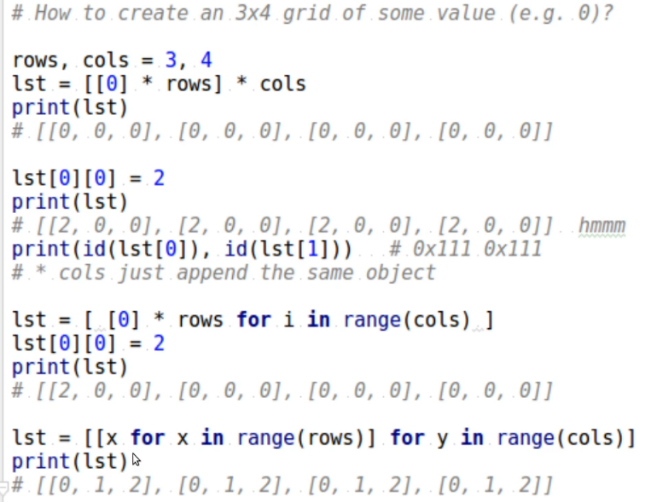 # How to create an 3x4 grid of some value (e.g. 0)?
rows, cols = 3, 4
lst = [[0] * rows] * cols
print(lst)
# [[0, 0, 0], [0, 0, 0], [0, 0, 0], [0, 0, 0]]
lst[0][0] = 2
print(lst)
# [[2, 0, 0], [2, 0, 0], [2, 0, 0], [2, 0, 0]]  hmmm
print(id(lst[0]), id(lst[1]))   # 0x111 0x111
# * cols just append the same object
lst = [ [0] * rows for i in range(cols) ]
lst[0][0] = 2
print(lst)
# [[2, 0, 0], [0, 0, 0], [0, 0, 0], [0, 0, 0]]
lst = [[x for x in range(rows)] for y in range(cols)]
print(lst)
# [[0, 1, 2], [0, 1, 2], [0, 1, 2], [0, 1, 2]]